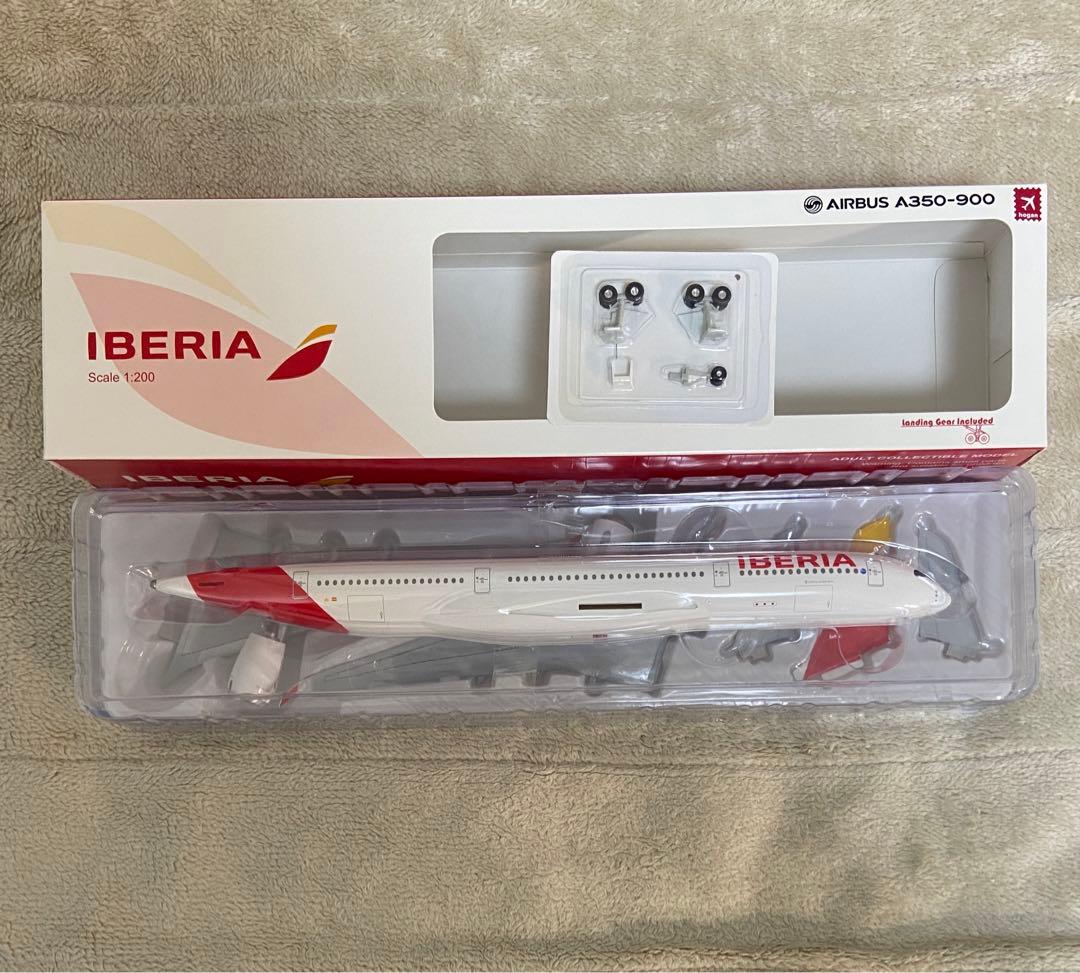 AIRBUS A350-900
hogan
IBERIA
Scale 1:200
Landing Gear Included
IBERIA
ADULT COLLECTIBLE MODEL
IBERIA